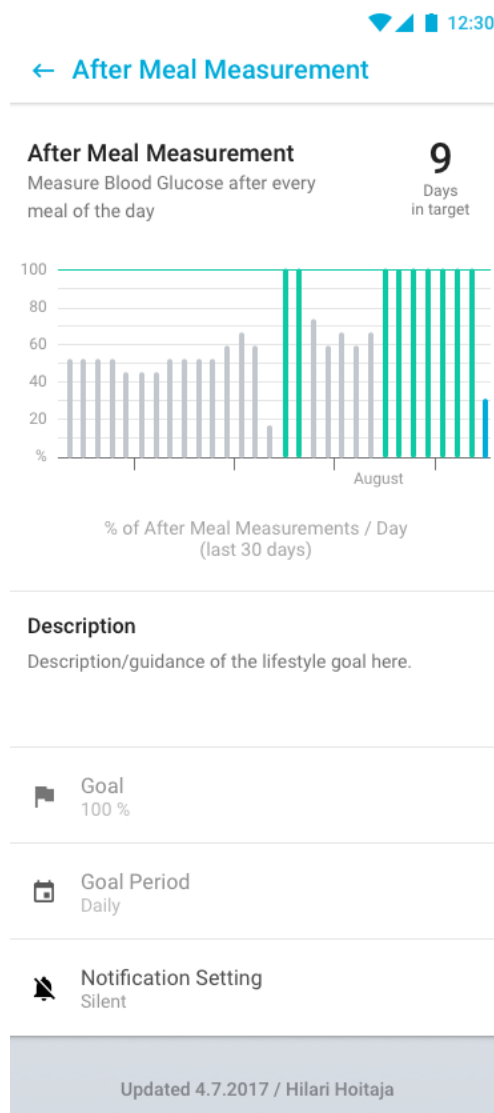 12:30
After Meal Measurement
After Meal Measurement
9
Measure Blood Glucose after every
meal of the day
Days
in target
100
80
60
40
20
%
August
% of After Meal Measurements / Day
(last 30 days)
Description
Description/guidance of the lifestyle goal here.
Goal
100 %
Goal Period
Daily
Notification Setting
Silent
Updated 4.7.2017 / Hilari Hoitaja